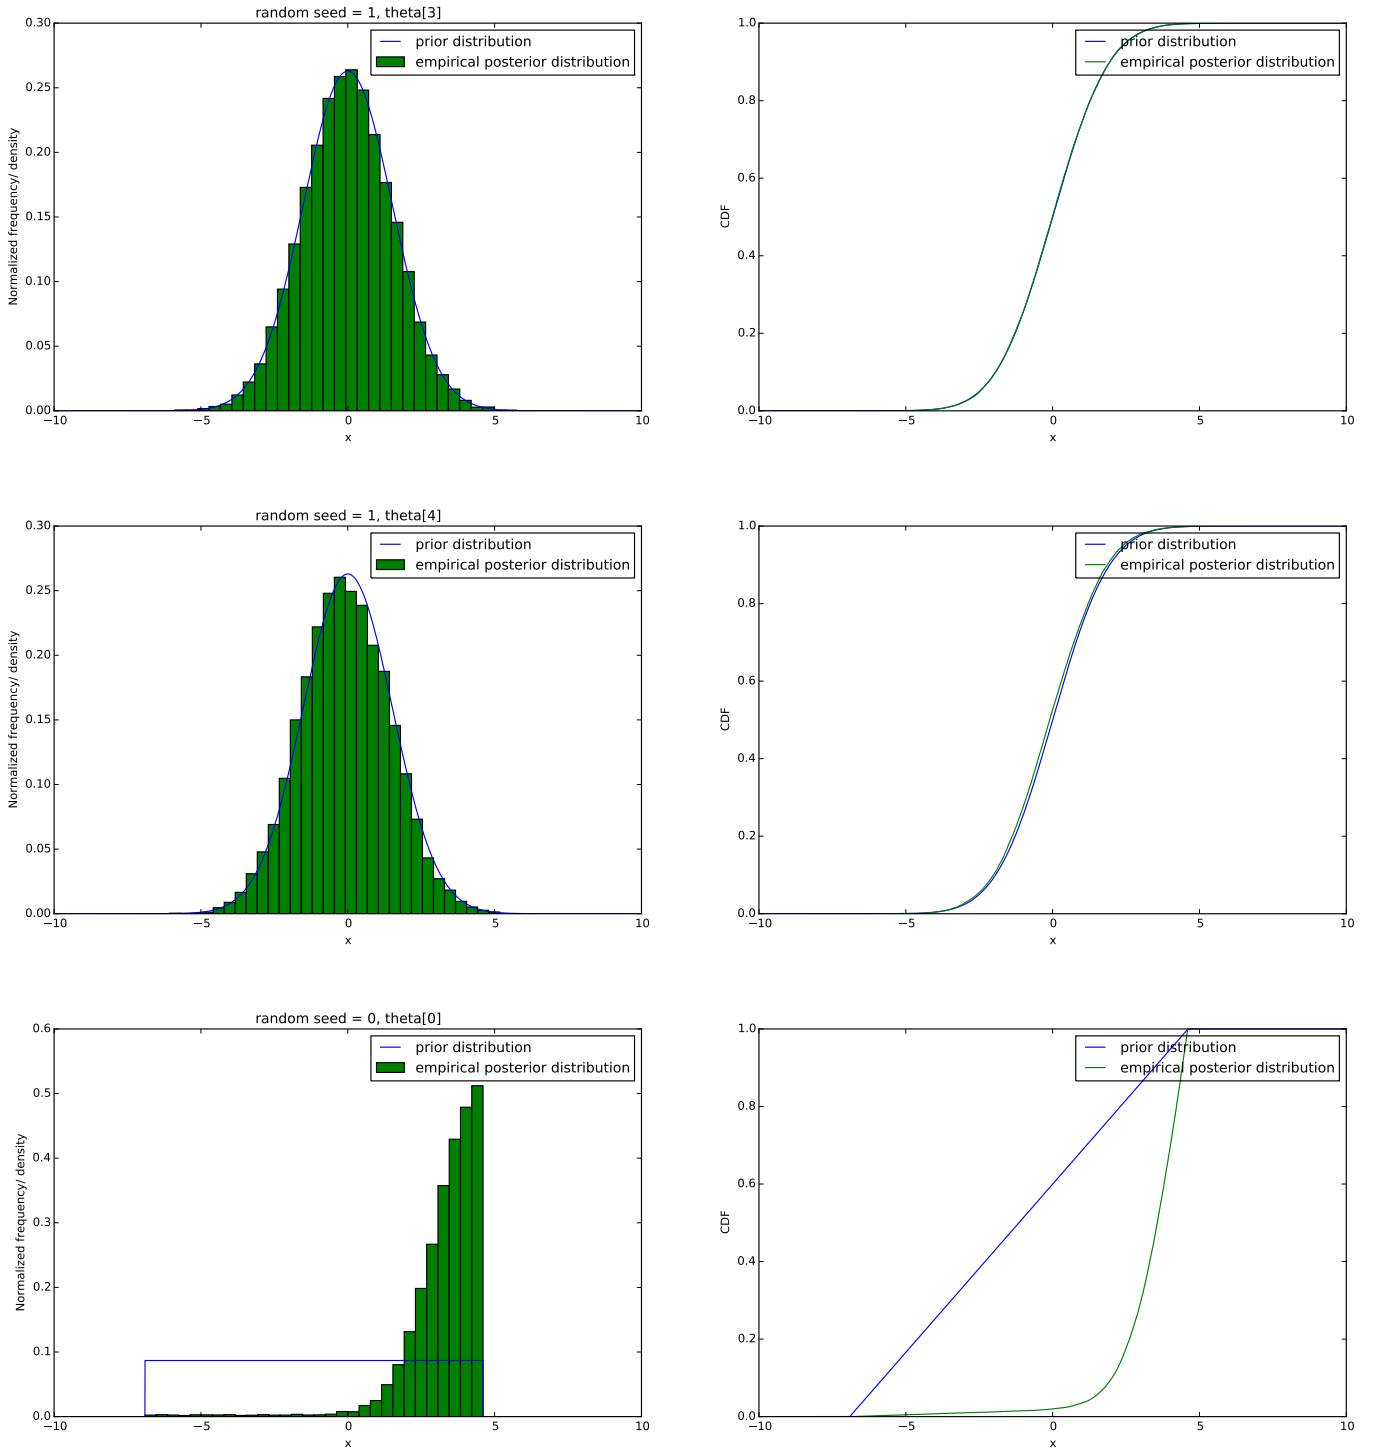 random seed = 1, theta[3]
prior distribution
empirical posterior distribution
Normalized frequency/ density
0.30
0.25
0.20
0.15
0.10
0.05
0.00
−10
−5
0
5
10
x
prior distribution
empirical posterior distribution
CDF
1.0
0.8
0.6
0.4
0.2
0.0
−10
−5
0
5
10
x
random seed = 1, theta[4]
prior distribution
empirical posterior distribution
Normalized frequency/ density
0.30
0.25
0.20
0.15
0.10
0.05
0.00
−10
−5
0
5
10
x
prior distribution
empirical posterior distribution
CDF
1.0
0.8
0.6
0.4
0.2
0.0
−10
−5
0
5
10
x
random seed = 0, theta[0]
prior distribution
empirical posterior distribution
Normalized frequency/ density
0.6
0.5
0.4
0.3
0.2
0.1
0.0
−10
−5
0
5
10
x
prior distribution
empirical posterior distribution
CDF
1.0
0.8
0.6
0.4
0.2
0.0
−10
−5
0
5
10
x